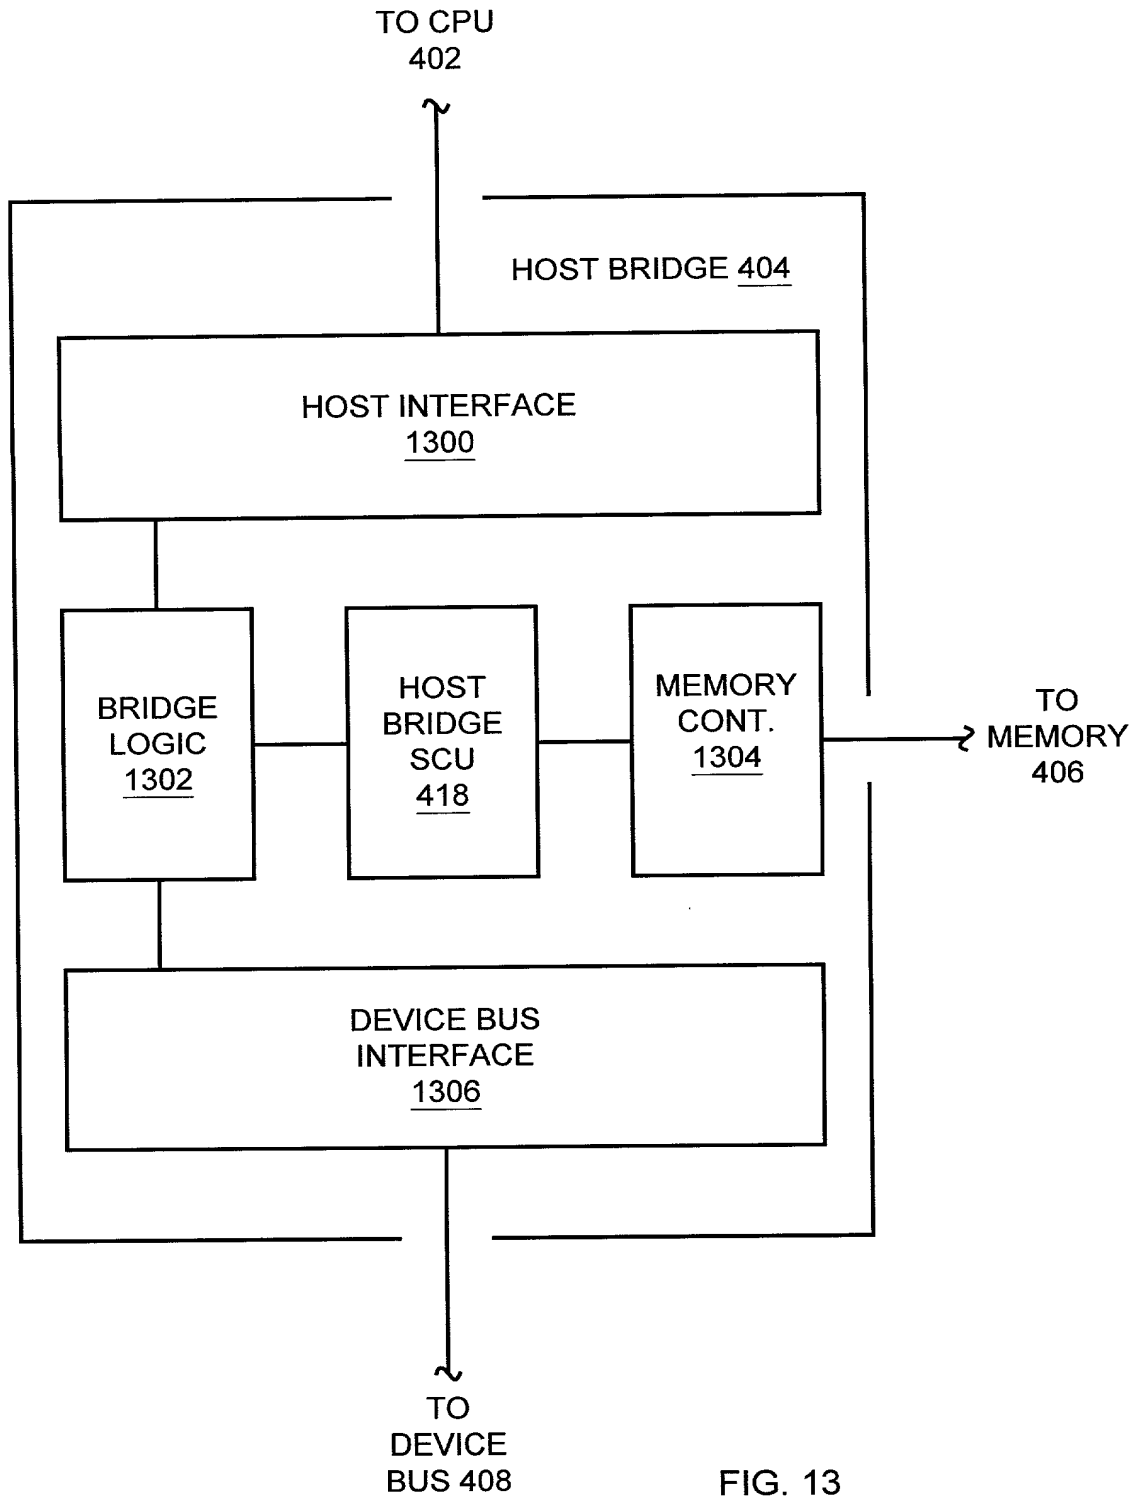 TO CPU
402
HOST BRIDGE 404
HOST INTERFACE
1300
BRIDGE
LOGIC
1302
HOST
BRIDGE
SCU
418
MEMORY
CONT.
1304
TO
MEMORY
406
DEVICE BUS
INTERFACE
1306
TO
DEVICE
BUS 408
FIG. 13